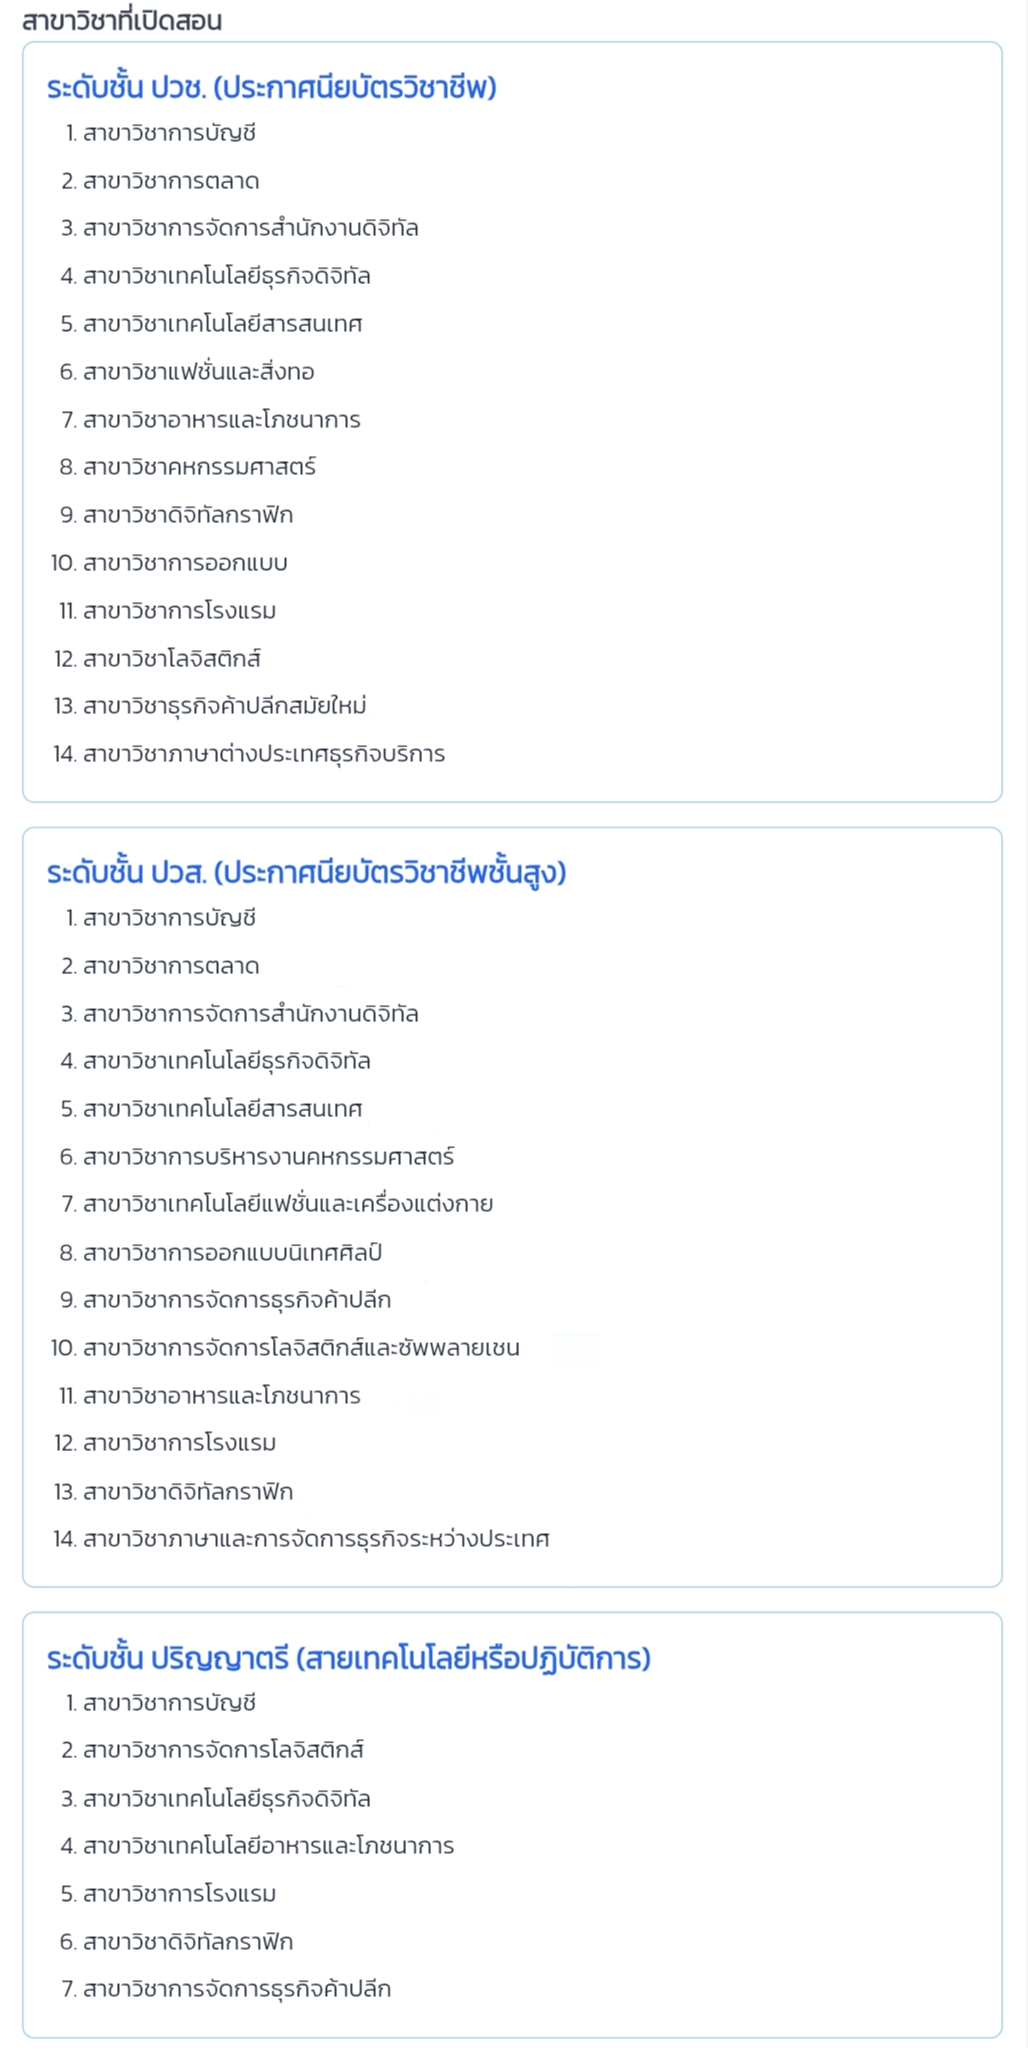 สาขาวิชาที่เปิดสอน
ระดับชั้น ปวช. (ประกาศนียบัตรวิชาชีพ)
1. สาขาวิชาการบัญชี
2. สาขาวิชาการตลาด
3. สาขาวิชาการจัดการสำนักงานดิจิทัล
4. สาขาวิชาเทคโนโลยีธุรกิจดิจิทัล
5. สาขาวิชาเทคโนโลยีสารสนเทศ
6. สาขาวิชาแฟชั่นและสิ่งทอ
7. สาขาวิชาอาหารและโภชนาการ
8. สาขาวิชาคหกรรมศาสตร์
9. สาขาวิชาดิจิทัลกราฟิก
10. สาขาวิชาการออกแบบ
11. สาขาวิชาการโรงแรม
12. สาขาวิชาโลจิสติกส์
13. สาขาวิชาธุรกิจค้าปลีกสมัยใหม่
14. สาขาวิชาภาษาต่างประเทศธุรกิจบริการ
ระดับชั้น ปวส. (ประกาศนียบัตรวิชาชีพชั้นสูง)
1. สาขาวิชาการบัญชี
2. สาขาวิชาการตลาด
3. สาขาวิชาการจัดการสำนักงานดิจิทัล
4. สาขาวิชาเทคโนโลยีธุรกิจดิจิทัล
5. สาขาวิชาเทคโนโลยีสารสนเทศ
6. สาขาวิชาการบริหารงานคหกรรมศาสตร์
7. สาขาวิชาเทคโนโลยีแฟชั่นและเครื่องแต่งกาย
8. สาขาวิชาการออกแบบนิเทศศิลป์
9. สาขาวิชาการจัดการธุรกิจค้าปลีก
10. สาขาวิชาการจัดการโลจิสติกส์และซัพพลายเชน
11. สาขาวิชาอาหารและโภชนาการ
12. สาขาวิชาการโรงแรม
13. สาขาวิชาดิจิทัลกราฟิก
14. สาขาวิชาภาษาและการจัดการธุรกิจระหว่างประเทศ
ระดับชั้น ปริญญาตรี (สายเทคโนโลยีหรือปฏิบัติการ)
1. สาขาวิชาการบัญชี
2. สาขาวิชาการจัดการโลจิสติกส์
3. สาขาวิชาเทคโนโลยีธุรกิจดิจิทัล
4. สาขาวิชาเทคโนโลยีอาหารและโภชนาการ
5. สาขาวิชาการโรงแรม
6. สาขาวิชาดิจิทัลกราฟิก
7. สาขาวิชาการจัดการธุรกิจค้าปลีก